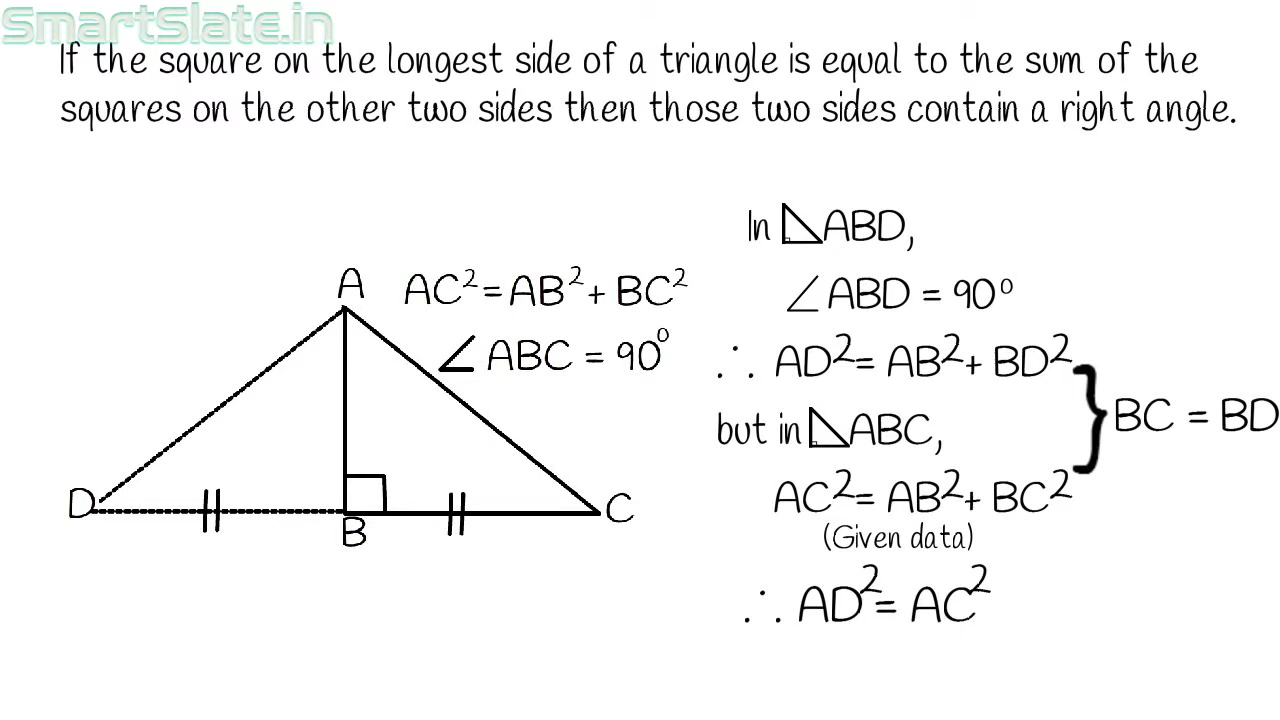 SmartSlate.in
If the square on the longest side of a triangle is equal to the sum of the
squares on the other two sides then those two sides contain a right angle.
A
AC² = AB² + BC²
∠ABC = 90⁰
D
B
C
In ◺ABD,
∠ABD = 90⁰
∴ AD² = AB² + BD²
but in ◺ABC,
} BC = BD
AC² = AB² + BC²
(Given data)
∴ AD² = AC²